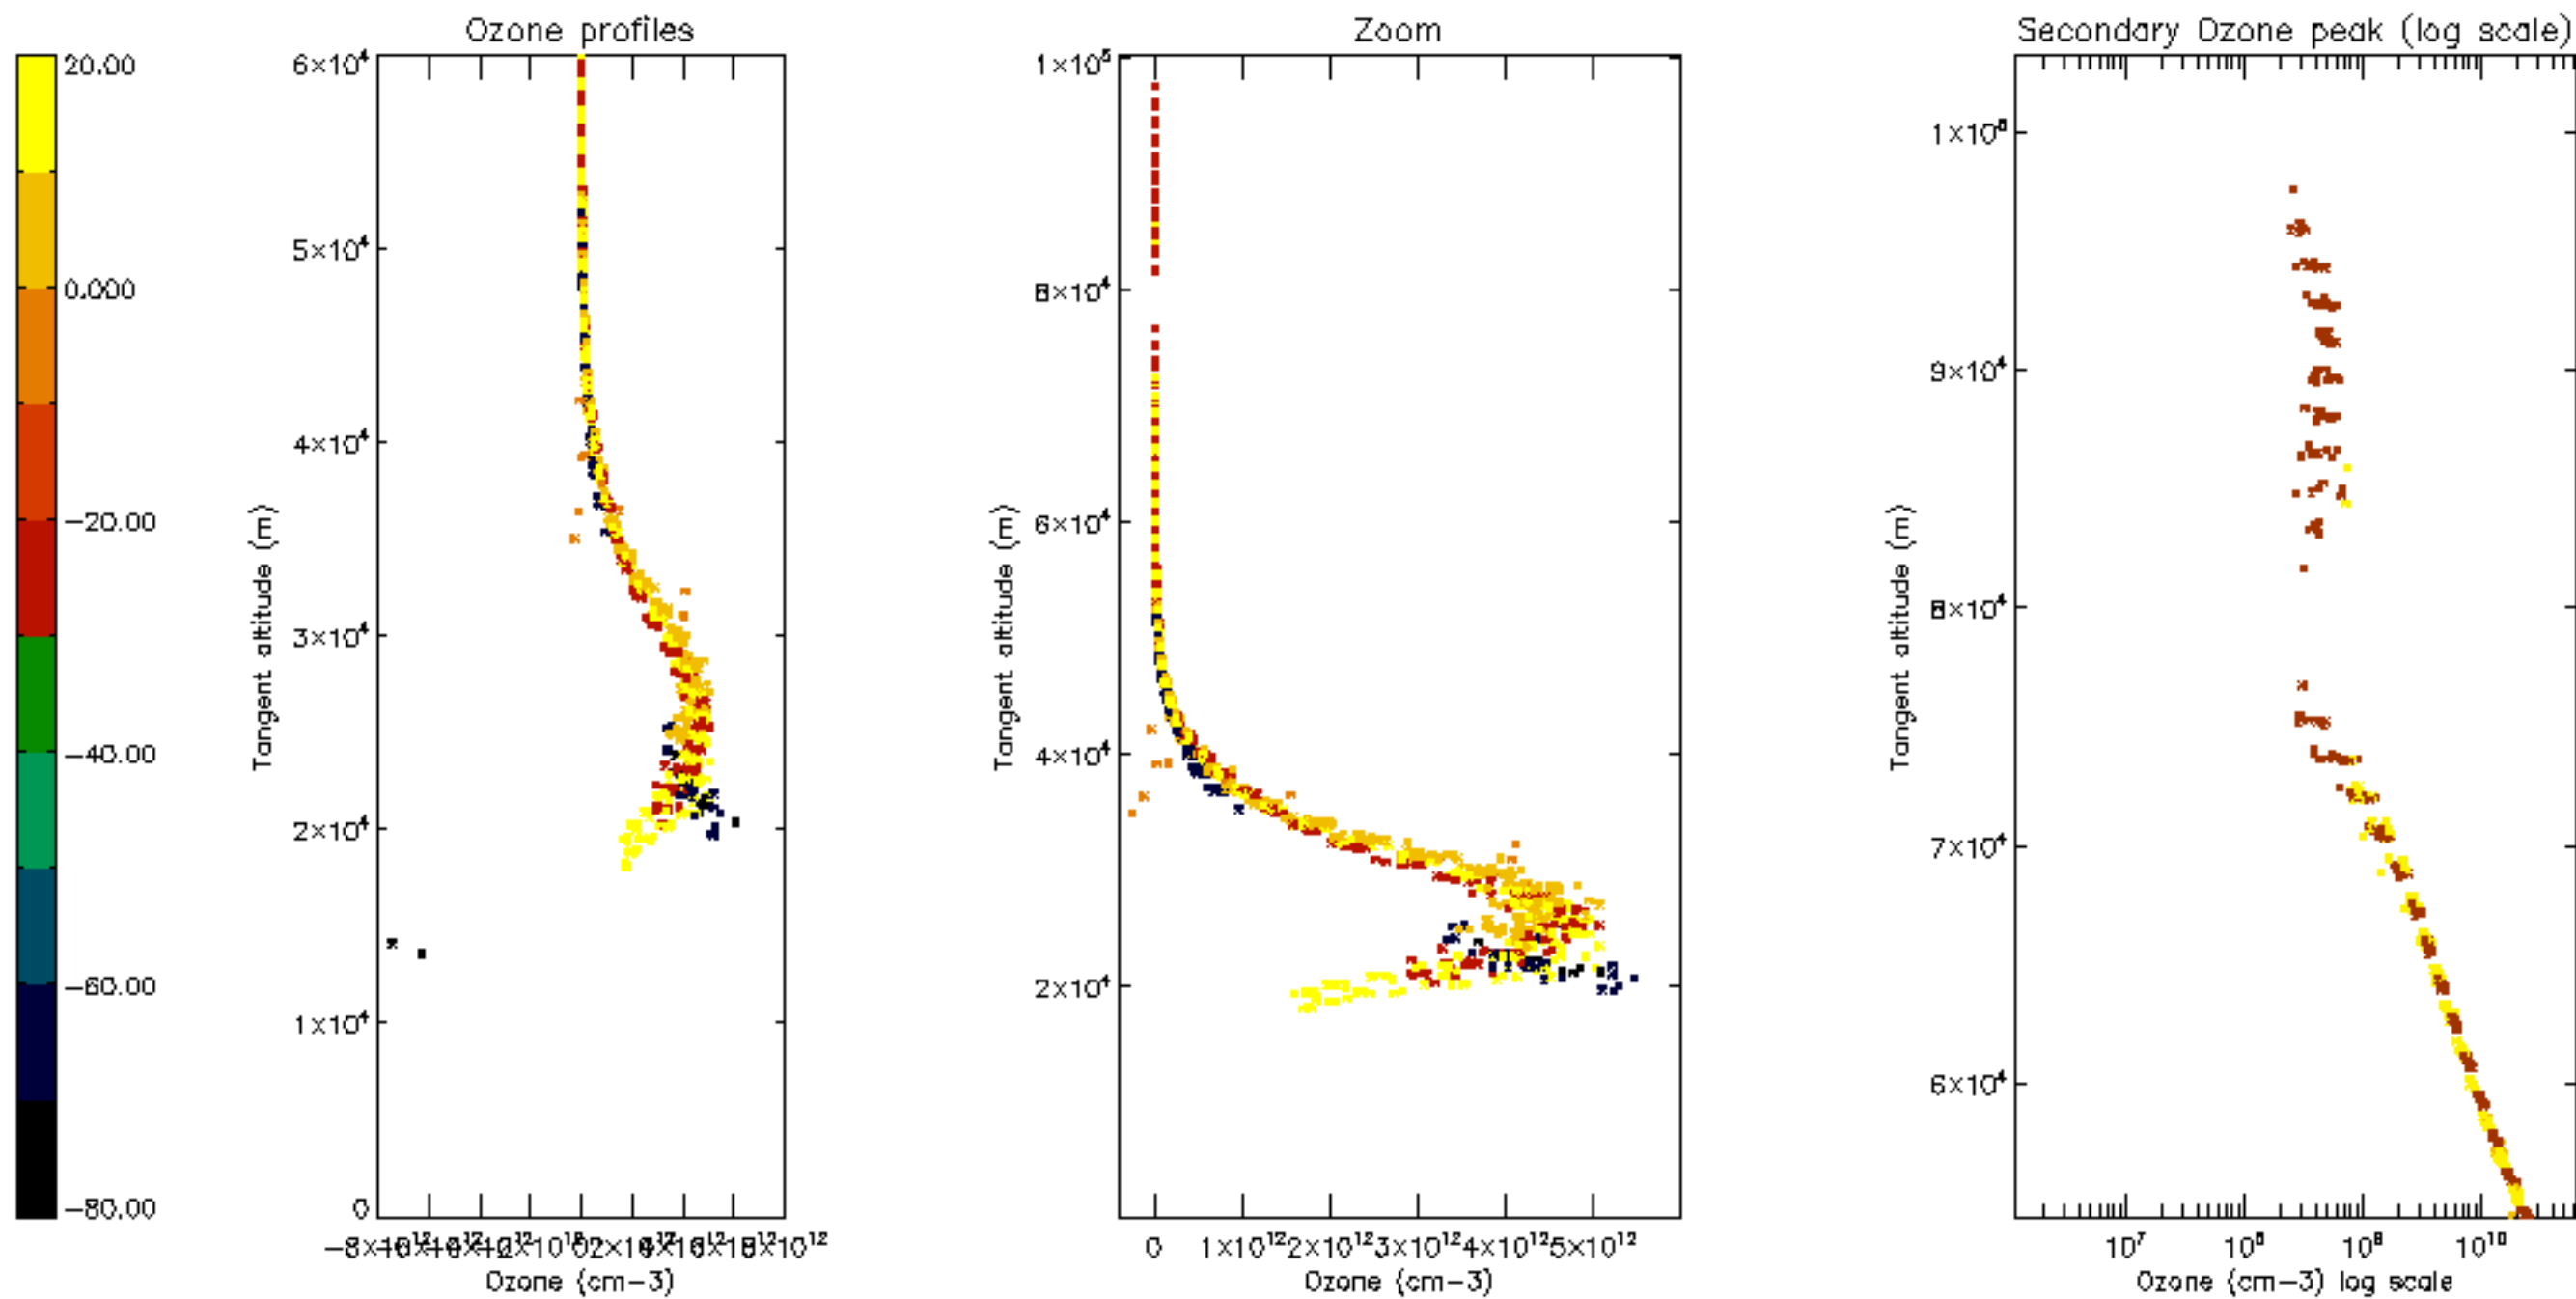 Ozone profiles
Zoom
Secondary Ozone peak (log scale)
20.00
0.000
−20.00
−40.00
−60.00
−80.00
6×10⁴
5×10⁴
4×10⁴
3×10⁴
2×10⁴
1×10⁴
0
Tangent altitude (m)
Ozone (cm−3)
1×10⁵
8×10⁴
6×10⁴
4×10⁴
2×10⁴
Tangent altitude (m)
0 1×10¹² 2×10¹² 3×10¹² 4×10¹² 5×10¹²
Ozone (cm−3)
1×10⁵
9×10⁴
8×10⁴
7×10⁴
6×10⁴
Tangent altitude (m)
10⁷ 10⁸ 10⁹ 10¹⁰
Ozone (cm−3) log scale